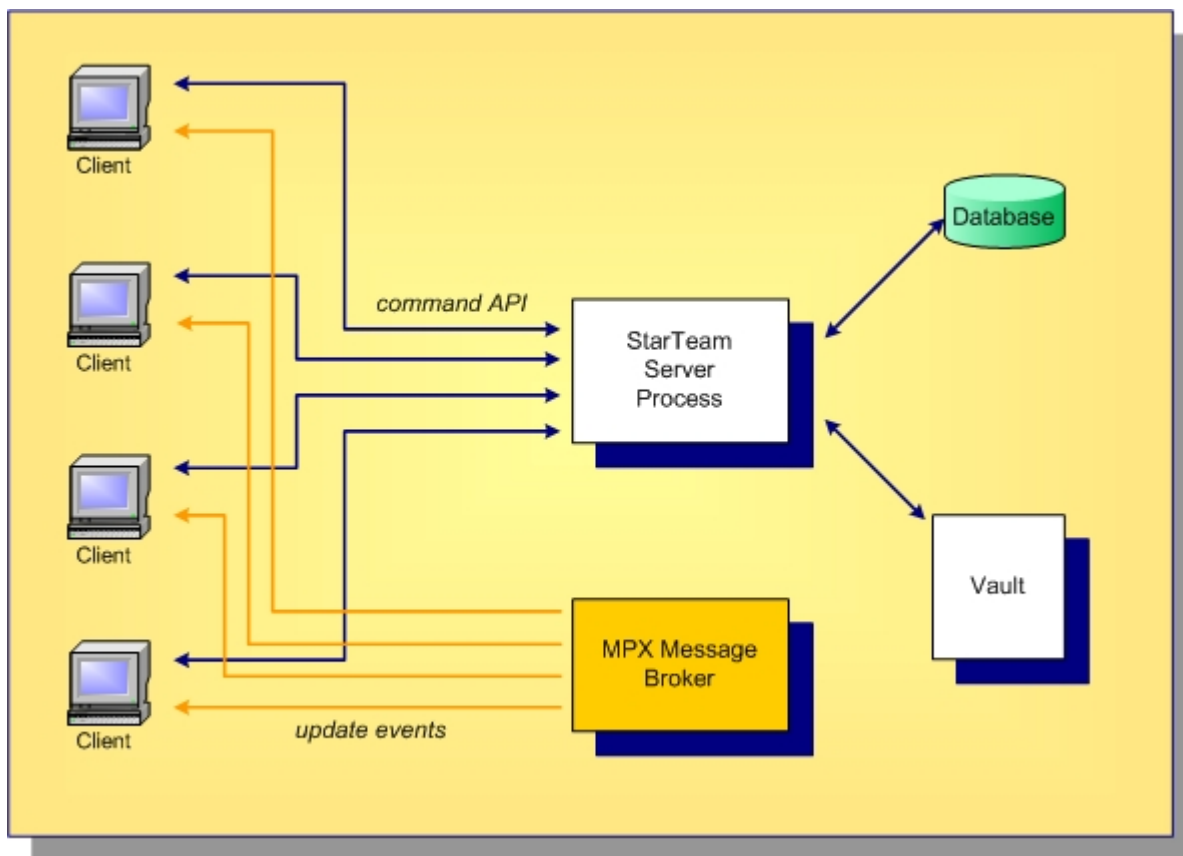 Client
Client
Client
Client
command API
StarTeam
Server
Process
Database
Vault
MPX Message
Broker
update events